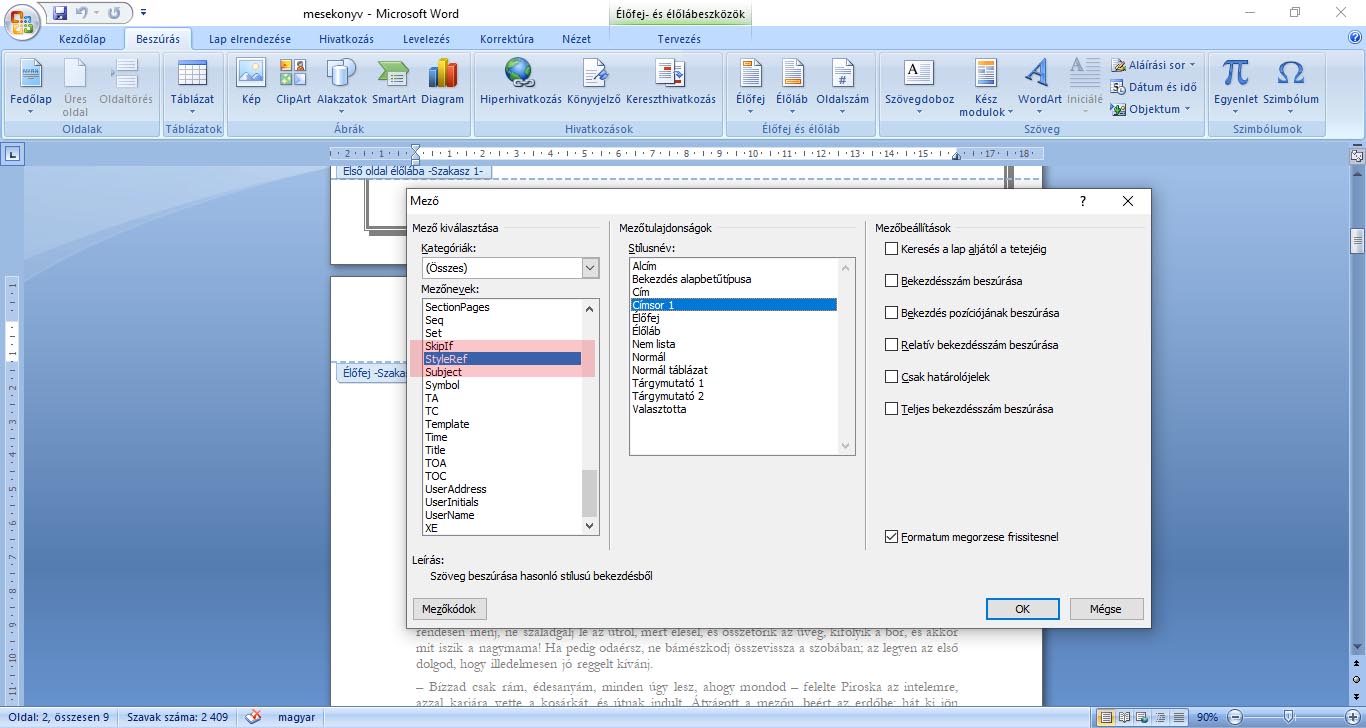 mesekonyv - Microsoft Word
Élőfej- és élőlábeszközök
Kezdőlap Beszúrás Lap elrendezése Hivatkozás Levelezés Korrektúra Nézet Tervezés
Fedőlap
Üres oldal
Oldaltörés
Táblázat
Kép
ClipArt
Alakzatok
SmartArt
Diagram
Hiperhivatkozás
Könyvjelző
Kereszthivatkozás
Élőfej
Élőláb
Oldalszám
Szövegdoboz
Kész modulok
WordArt
Iniciálé
Aláírási sor
Dátum és idő
Objektum
Egyenlet
Szimbólum
Oldalak
Táblázatok
Ábrák
Hivatkozások
Élőfej és élőláb
Szöveg
Szimbólumok
Első oldal élőlába -Szakasz 1-
Élőfej -Szaka
Mező
?
Mező kiválasztása
Kategóriák:
(Összes)
Mezőnevek:
SectionPages
Seq
Set
SkipIf
StyleRef
Subject
Symbol
TA
TC
Template
Time
Title
TOA
TOC
UserAddress
UserInitials
UserName
XE
Mezőtulajdonságok
Stílusnév:
Alcím
Bekezdés alapbetűtípusa
Cím
Címsor 1
Élőfej
Élőláb
Nem lista
Normál
Normál táblázat
Tárgymutató 1
Tárgymutató 2
Valasztotta
Mezőbeállítások
Keresés a lap aljától a tetejéig
Bekezdésszám beszúrása
Bekezdés pozíciójának beszúrása
Relatív bekezdésszám beszúrása
Csak határolójelek
Teljes bekezdésszám beszúrása
Formatum megorzese frissitesnel
Leírás:
Szöveg beszúrása hasonló stílusú bekezdésből
Mezőkódok
OK
Mégse
rendesen menj, ne szaladgálj le az útról, mert elesel, és összetörik az üveg, kifolyik a bor, és akkor
mit iszik a nagymama! Ha pedig odaérsz, ne bámészkodj összevissza a szobában; az legyen az első
dolgod, hogy illedelmesen jó reggelt kívánj.
– Bízzad csak rám, édesanyám, minden úgy lesz, ahogy mondod – felelte Piroska az intelemre,
azzal karjára vette a kosárkát, és útnak indult. Átvágott a mezőn, beért az erdőbe; hát ki jön
Oldal: 2, összesen 9 Szavak száma: 2 409 magyar 90%